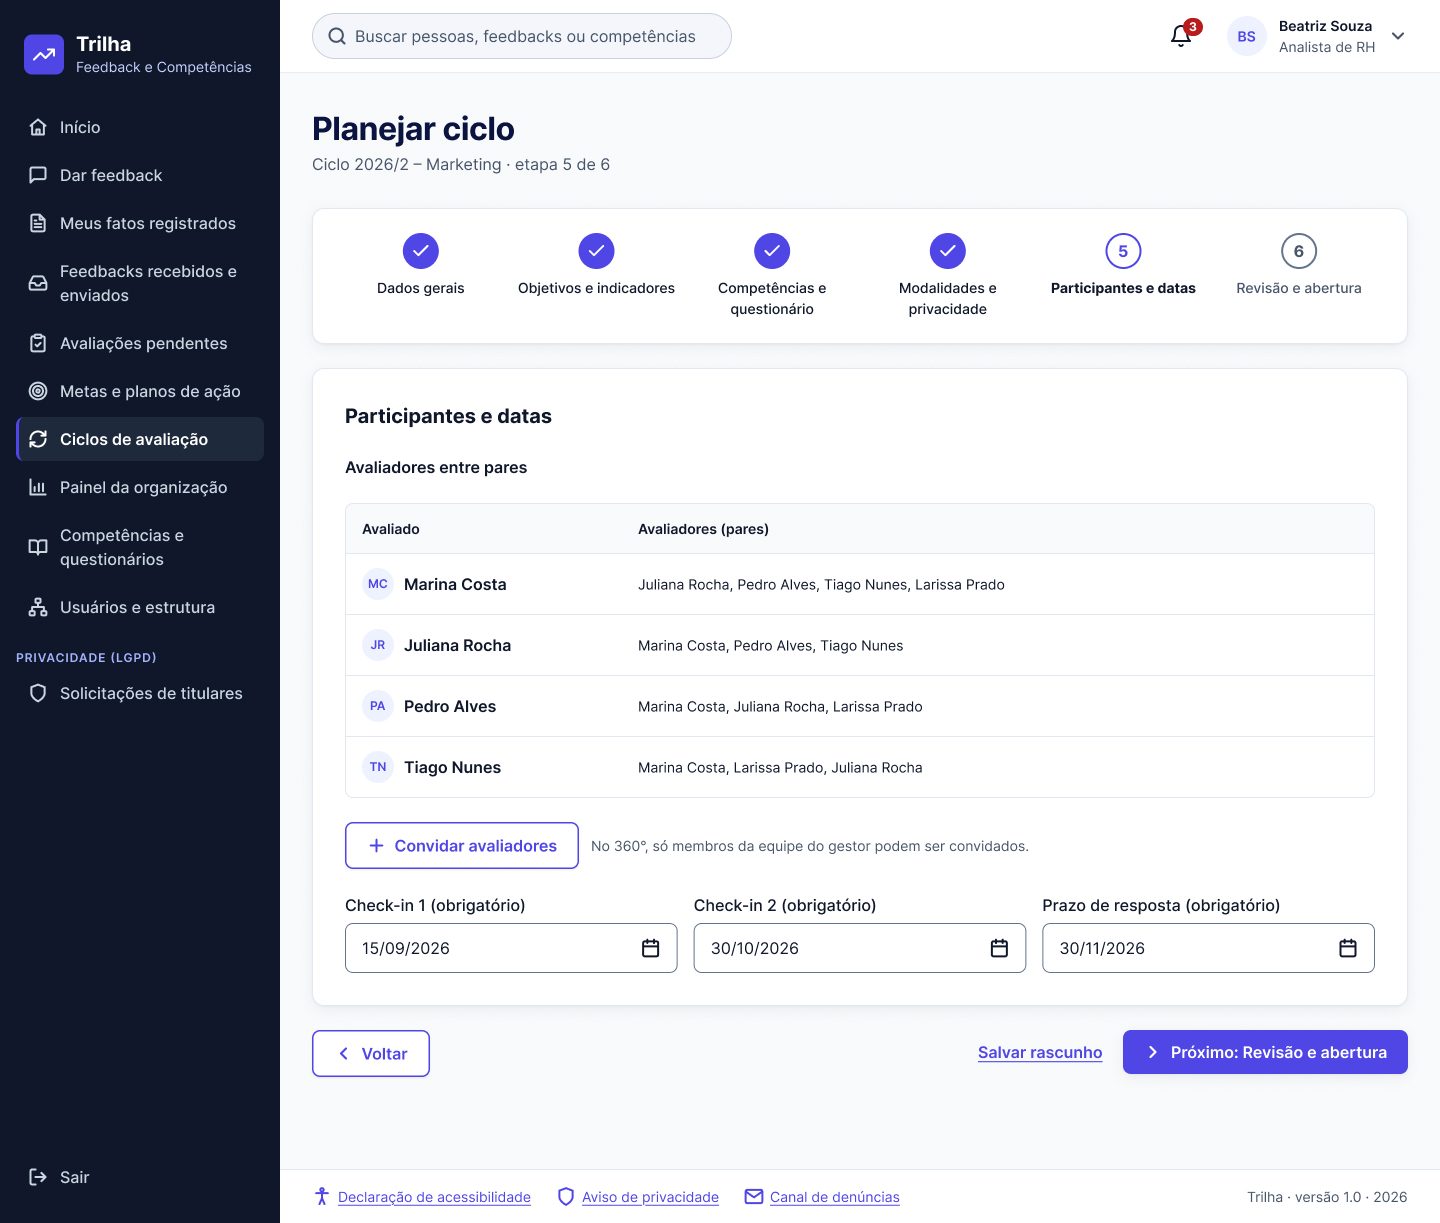 Trilha
Feedback e Competências
Início
Dar feedback
Meus fatos registrados
Feedbacks recebidos e
enviados
Avaliações pendentes
Metas e planos de ação
Ciclos de avaliação
Painel da organização
Competências e
questionários
Usuários e estrutura
PRIVACIDADE (LGPD)
Solicitações de titulares
Sair
Buscar pessoas, feedbacks ou competências
3
BS
Beatriz Souza
Analista de RH
Planejar ciclo
Ciclo 2026/2 – Marketing · etapa 5 de 6
Dados gerais
Objetivos e indicadores
Competências e
questionário
Modalidades e
privacidade
5
Participantes e datas
6
Revisão e abertura
Participantes e datas
Avaliadores entre pares
Avaliado
Avaliadores (pares)
MC
Marina Costa
Juliana Rocha, Pedro Alves, Tiago Nunes, Larissa Prado
JR
Juliana Rocha
Marina Costa, Pedro Alves, Tiago Nunes
PA
Pedro Alves
Marina Costa, Juliana Rocha, Larissa Prado
TN
Tiago Nunes
Marina Costa, Larissa Prado, Juliana Rocha
Convidar avaliadores
No 360°, só membros da equipe do gestor podem ser convidados.
Check-in 1 (obrigatório)
15/09/2026
Check-in 2 (obrigatório)
30/10/2026
Prazo de resposta (obrigatório)
30/11/2026
Voltar
Salvar rascunho
Próximo: Revisão e abertura
Declaração de acessibilidade
Aviso de privacidade
Canal de denúncias
Trilha · versão 1.0 · 2026